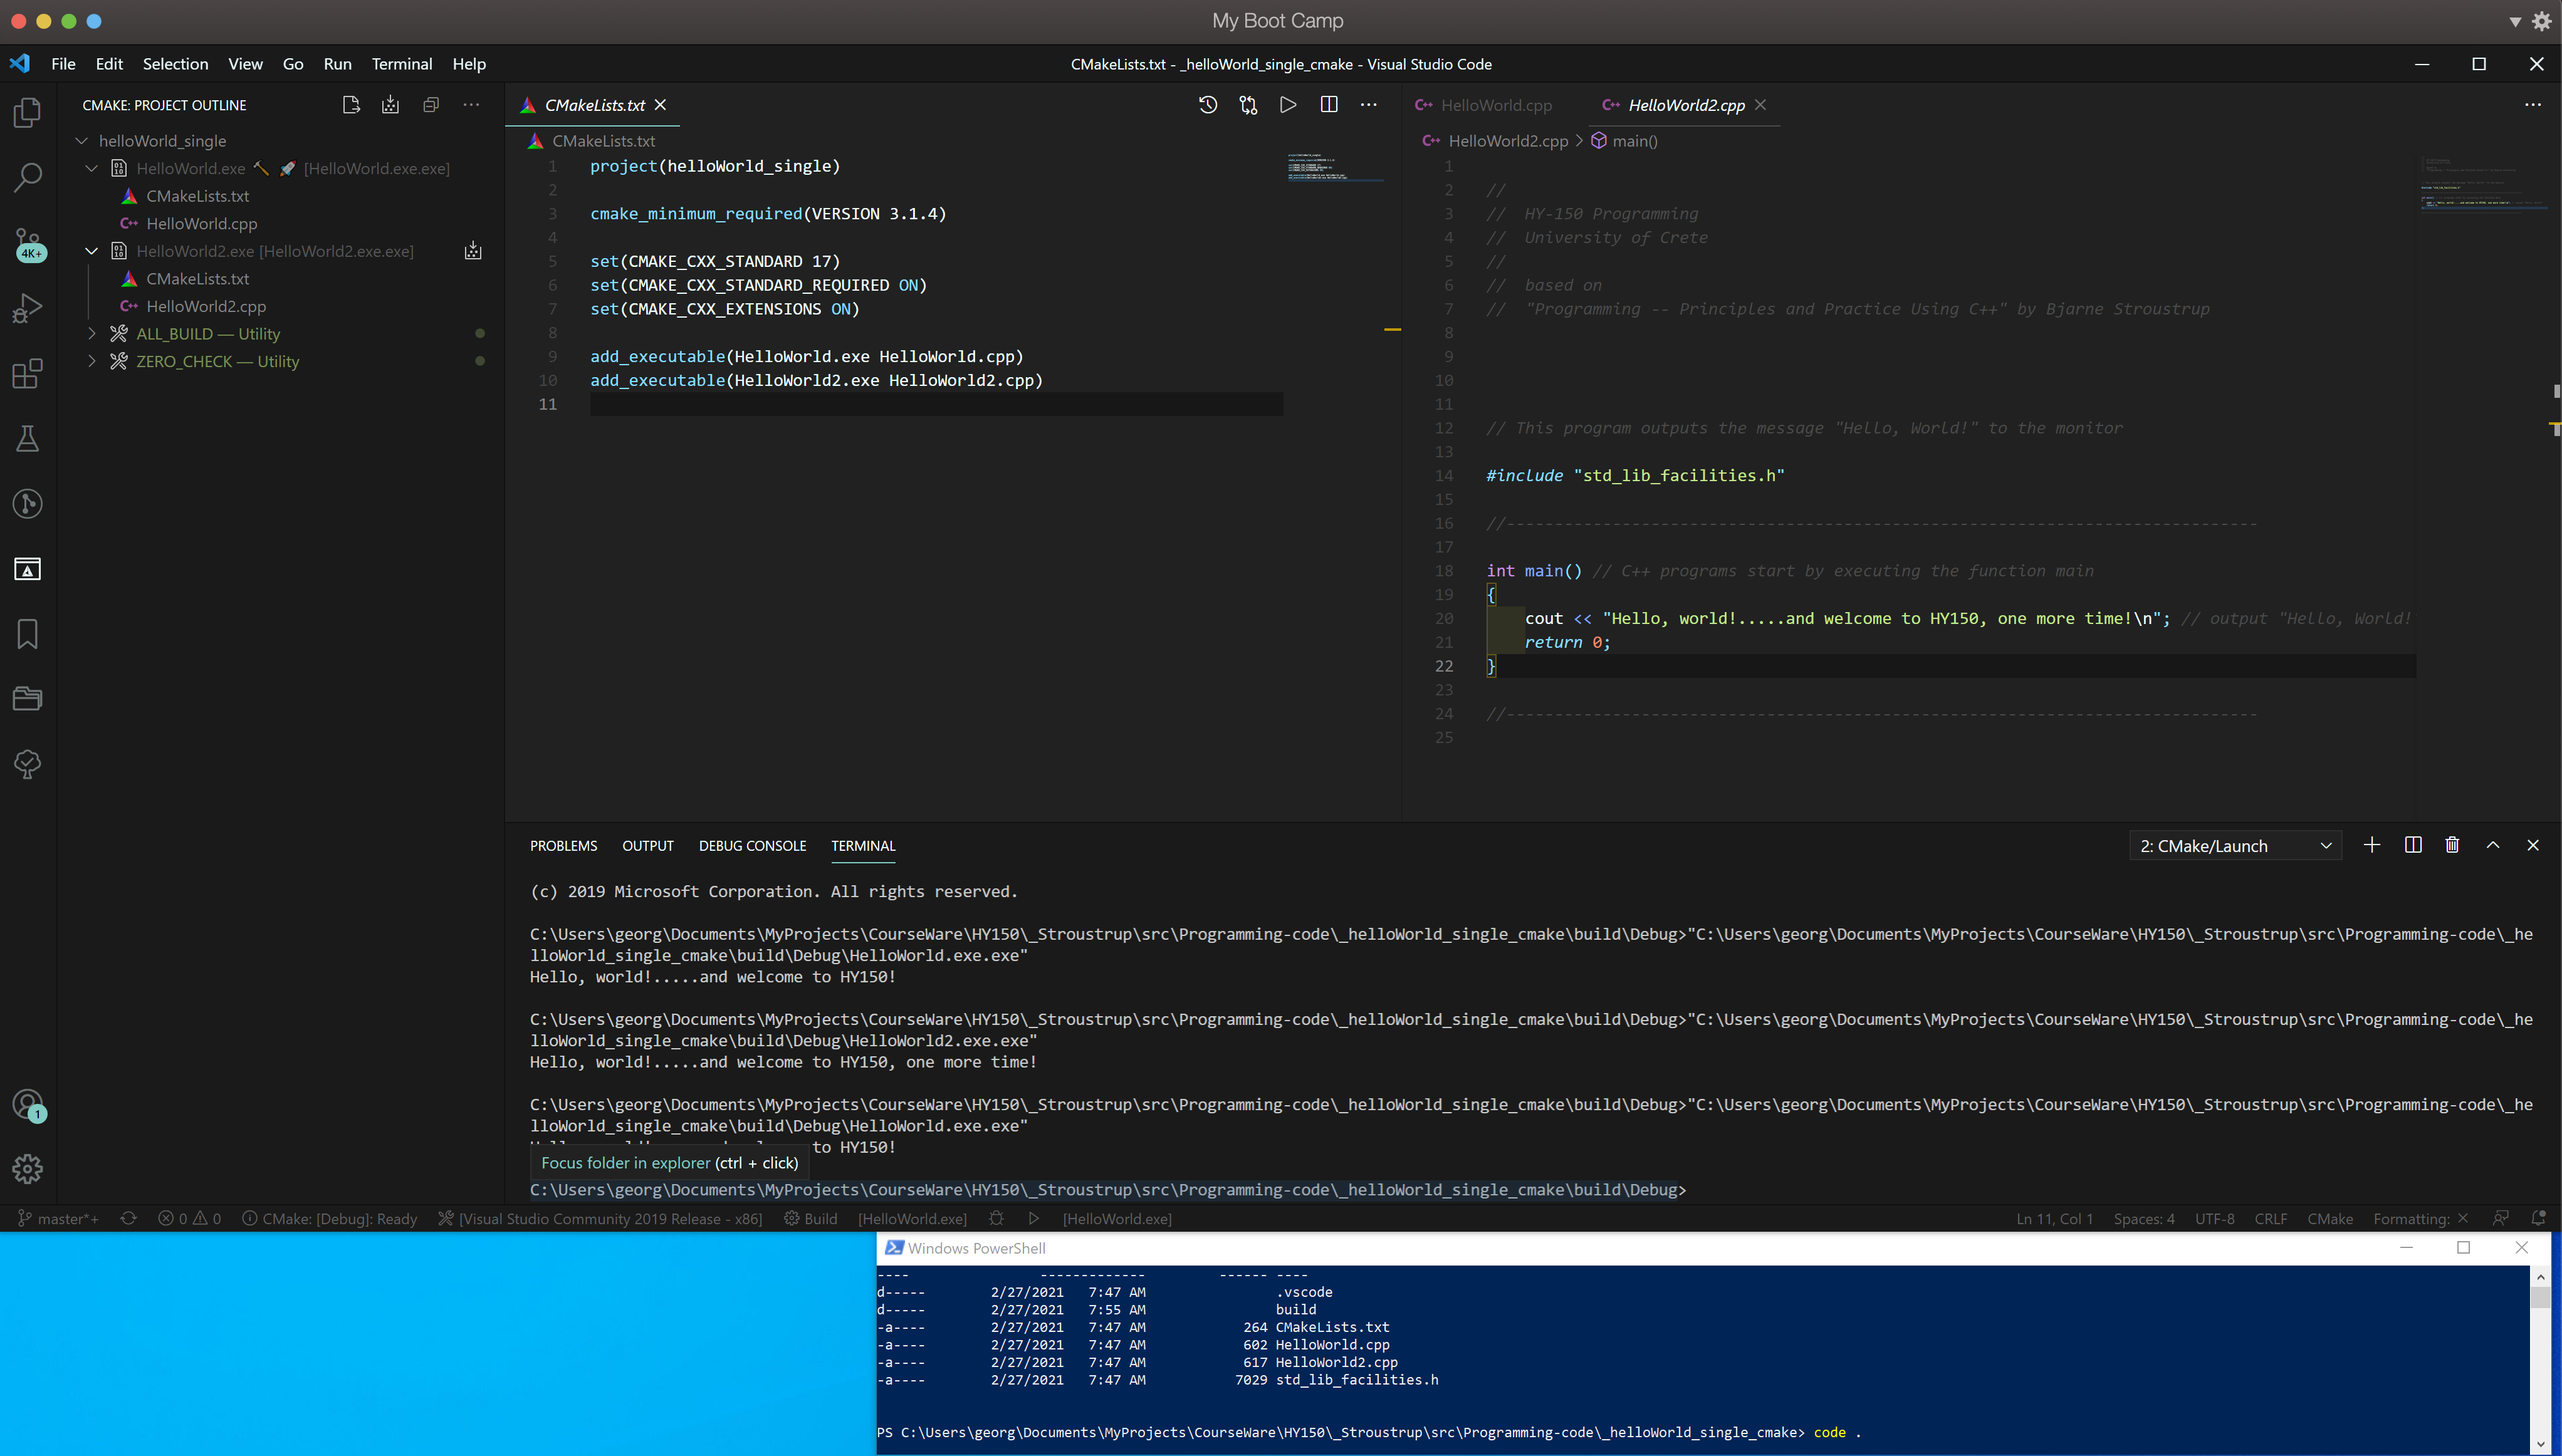 My Boot Camp
File Edit Selection View Go Run Terminal Help
CMakeLists.txt - _helloWorld_single_cmake - Visual Studio Code
CMAKE: PROJECT OUTLINE
helloWorld_single
HelloWorld.exe 🔨 🚀 [HelloWorld.exe.exe]
CMakeLists.txt
HelloWorld.cpp
HelloWorld2.exe [HelloWorld2.exe.exe]
CMakeLists.txt
HelloWorld2.cpp
ALL_BUILD — Utility
ZERO_CHECK — Utility
4K+
1
CMakeLists.txt
CMakeLists.txt
1 project(helloWorld_single)
2
3 cmake_minimum_required(VERSION 3.1.4)
4
5 set(CMAKE_CXX_STANDARD 17)
6 set(CMAKE_CXX_STANDARD_REQUIRED ON)
7 set(CMAKE_CXX_EXTENSIONS ON)
8
9 add_executable(HelloWorld.exe HelloWorld.cpp)
10 add_executable(HelloWorld2.exe HelloWorld2.cpp)
11
HelloWorld.cpp HelloWorld2.cpp
HelloWorld2.cpp > main()
1
2 //
3 //  HY-150 Programming
4 //  University of Crete
5 //
6 //  based on
7 //  "Programming -- Principles and Practice Using C++" by Bjarne Stroustrup
8
9
10
11
12 // This program outputs the message "Hello, World!" to the monitor
13
14 #include "std_lib_facilities.h"
15
16 //------------------------------------------------------------------------------
17
18 int main() // C++ programs start by executing the function main
19 {
20     cout << "Hello, world!.....and welcome to HY150, one more time!\n"; // output "Hello, World!
21     return 0;
22 }
23
24 //------------------------------------------------------------------------------
25
PROBLEMS OUTPUT DEBUG CONSOLE TERMINAL
2: CMake/Launch
(c) 2019 Microsoft Corporation. All rights reserved.
C:\Users\georg\Documents\MyProjects\CourseWare\HY150\_Stroustrup\src\Programming-code\_helloWorld_single_cmake\build\Debug>"C:\Users\georg\Documents\MyProjects\CourseWare\HY150\_Stroustrup\src\Programming-code\_he
lloWorld_single_cmake\build\Debug\HelloWorld.exe.exe"
Hello, world!.....and welcome to HY150!
C:\Users\georg\Documents\MyProjects\CourseWare\HY150\_Stroustrup\src\Programming-code\_helloWorld_single_cmake\build\Debug>"C:\Users\georg\Documents\MyProjects\CourseWare\HY150\_Stroustrup\src\Programming-code\_he
lloWorld_single_cmake\build\Debug\HelloWorld2.exe.exe"
Hello, world!.....and welcome to HY150, one more time!
C:\Users\georg\Documents\MyProjects\CourseWare\HY150\_Stroustrup\src\Programming-code\_helloWorld_single_cmake\build\Debug>"C:\Users\georg\Documents\MyProjects\CourseWare\HY150\_Stroustrup\src\Programming-code\_he
lloWorld_single_cmake\build\Debug\HelloWorld.exe.exe"
to HY150!
Focus folder in explorer (ctrl + click)
C:\Users\georg\Documents\MyProjects\CourseWare\HY150\_Stroustrup\src\Programming-code\_helloWorld_single_cmake\build\Debug>
master*+ 0 0 CMake: [Debug]: Ready [Visual Studio Community 2019 Release - x86] Build [HelloWorld.exe] [HelloWorld.exe] Ln 11, Col 1 Spaces: 4 UTF-8 CRLF CMake Formatting: ×
Windows PowerShell
---- ------------- ------ ----
d----- 2/27/2021 7:47 AM .vscode
d----- 2/27/2021 7:55 AM build
-a---- 2/27/2021 7:47 AM 264 CMakeLists.txt
-a---- 2/27/2021 7:47 AM 602 HelloWorld.cpp
-a---- 2/27/2021 7:47 AM 617 HelloWorld2.cpp
-a---- 2/27/2021 7:47 AM 7029 std_lib_facilities.h
PS C:\Users\georg\Documents\MyProjects\CourseWare\HY150\_Stroustrup\src\Programming-code\_helloWorld_single_cmake> code .